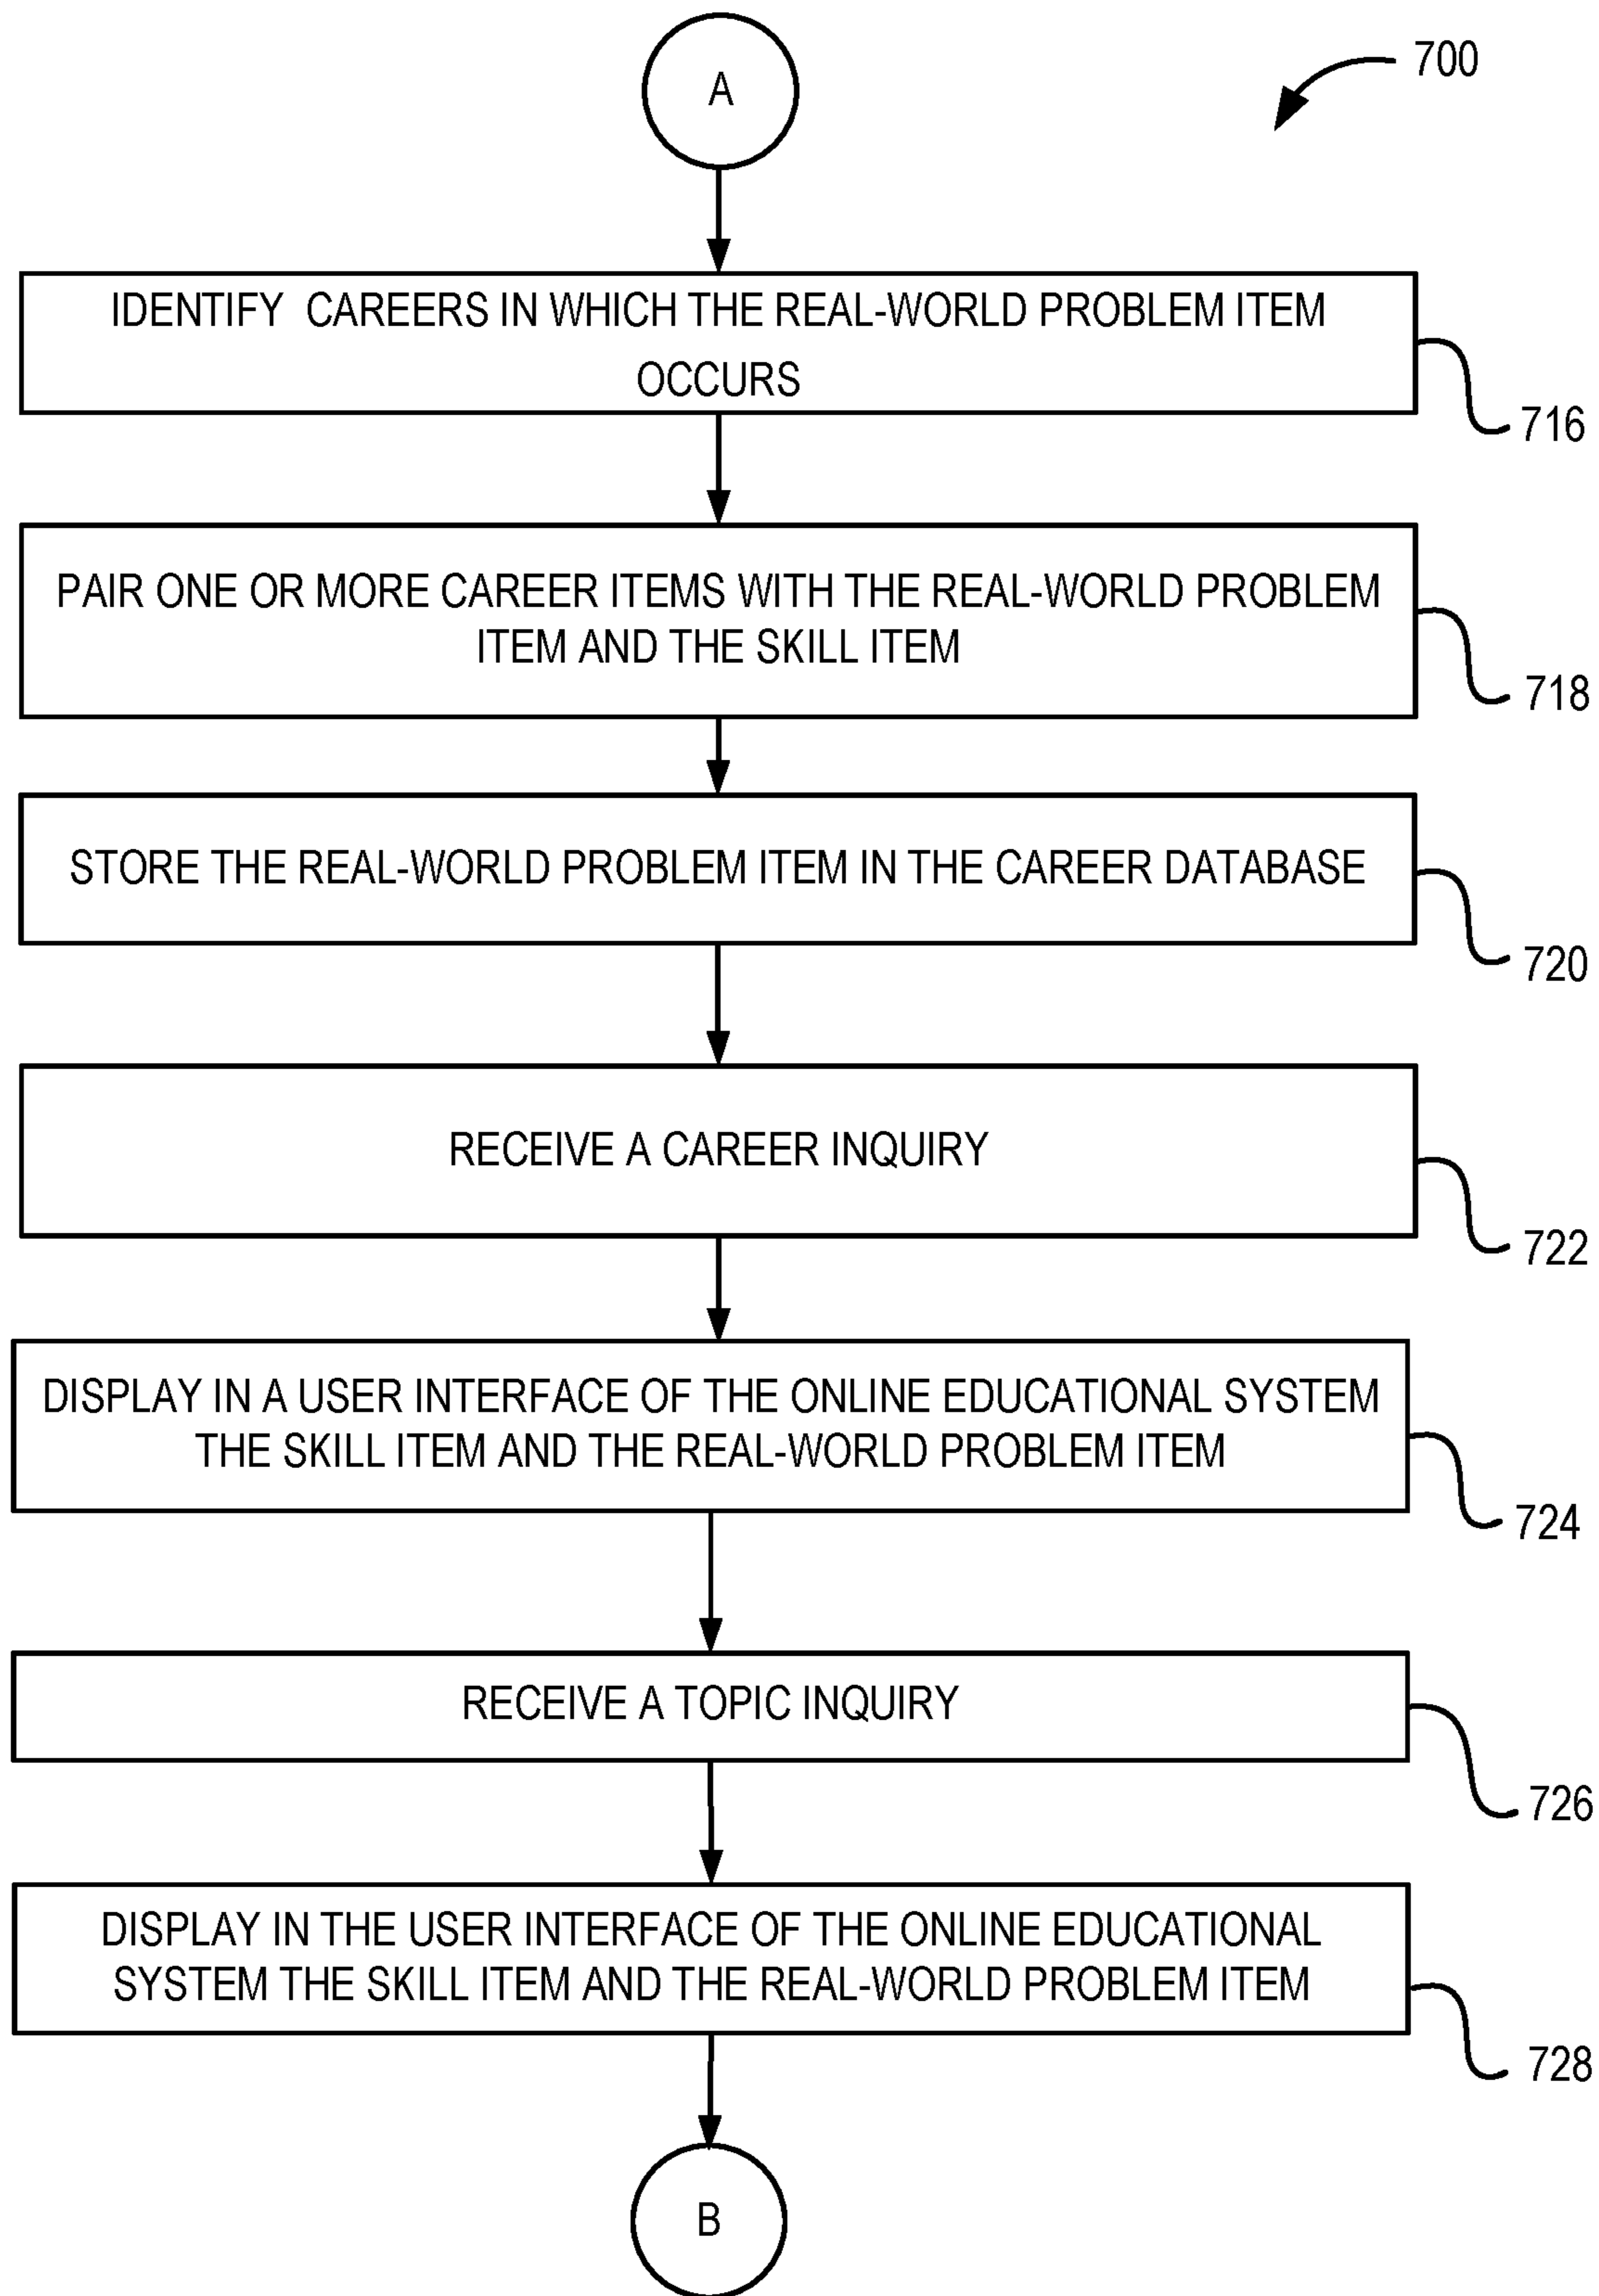 A
700
IDENTIFY CAREERS IN WHICH THE REAL-WORLD PROBLEM ITEM
OCCURS
716
PAIR ONE OR MORE CAREER ITEMS WITH THE REAL-WORLD PROBLEM
ITEM AND THE SKILL ITEM
718
STORE THE REAL-WORLD PROBLEM ITEM IN THE CAREER DATABASE
720
RECEIVE A CAREER INQUIRY
722
DISPLAY IN A USER INTERFACE OF THE ONLINE EDUCATIONAL SYSTEM
THE SKILL ITEM AND THE REAL-WORLD PROBLEM ITEM
724
RECEIVE A TOPIC INQUIRY
726
DISPLAY IN THE USER INTERFACE OF THE ONLINE EDUCATIONAL
SYSTEM THE SKILL ITEM AND THE REAL-WORLD PROBLEM ITEM
728
B